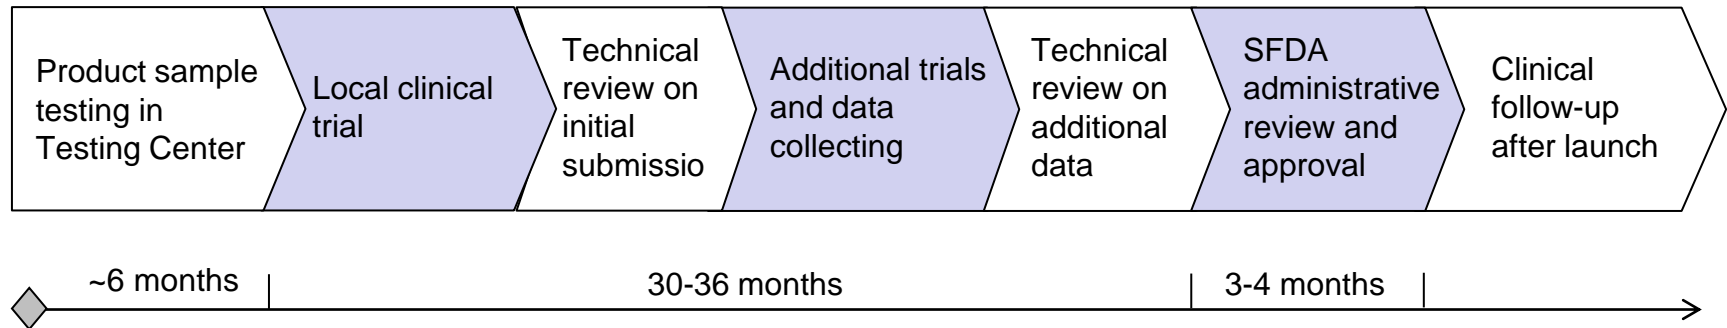 Product sample
testing in
Testing Center
Local clinical
trial
Technical
review on
initial
submissio
Additional trials
and data
collecting
Technical
review on
additional
data
SFDA
administrative
review and
approval
Clinical
follow-up
after launch
~6 months
30-36 months
3-4 months